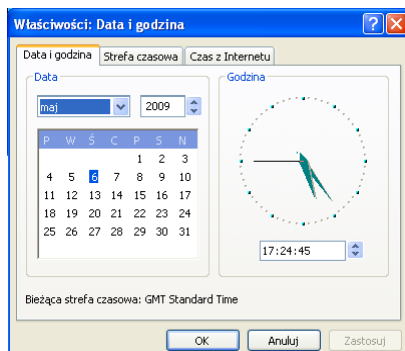 Właściwości: Data i godzina
Data i godzina Strefa czasowa Czas z Internetu
Data
maj 2009
P W Ś C P S N
1 2 3
4 5 6 7 8 9 10
11 12 13 14 15 16 17
18 19 20 21 22 23 24
25 26 27 28 29 30 31
Godzina
17:24:45
Bieżąca strefa czasowa: GMT Standard Time
OK Anuluj Zastosuj